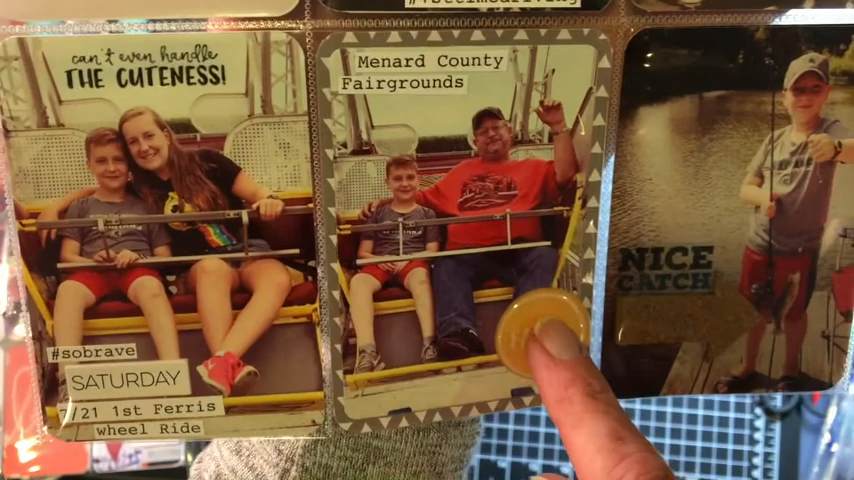 can't even handle
THE CUTENESS!
#sobrave
SATURDAY
7/21 1st Ferris
wheel Ride
Menard County
Fairgrounds
NICE
CATCH